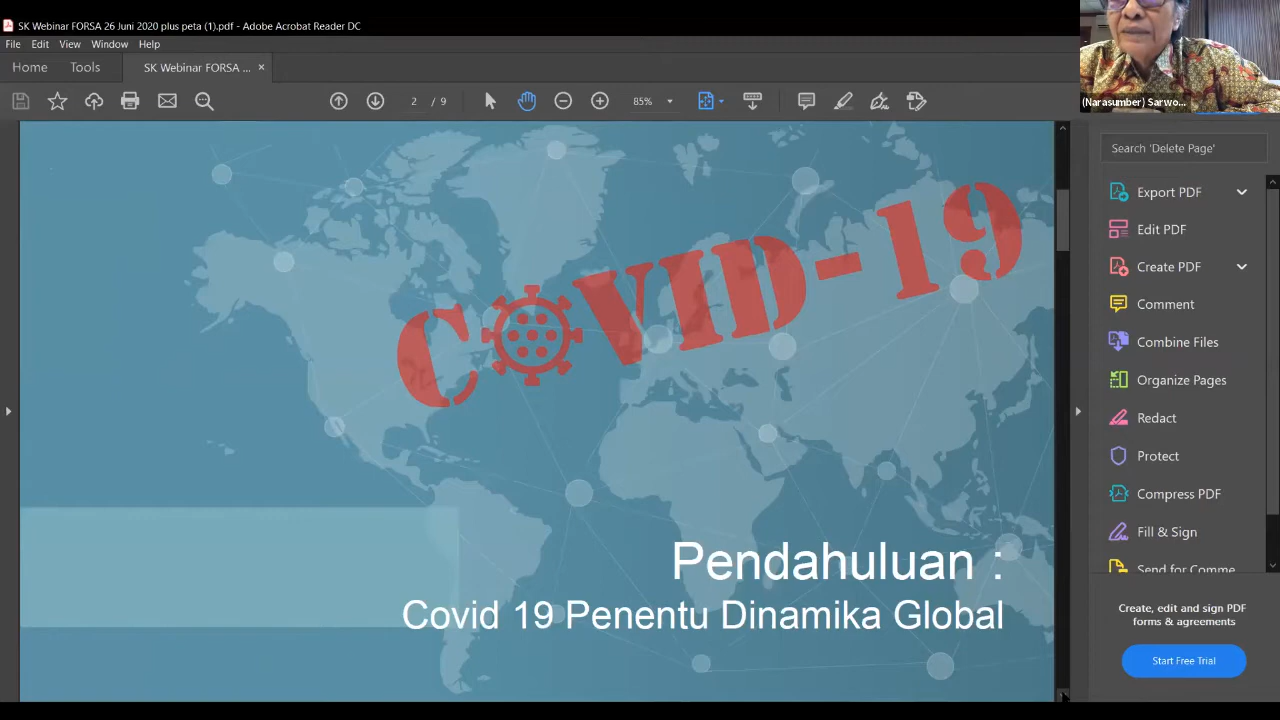 SK Webinar FORSA 26 Juni 2020 plus peta (1).pdf - Adobe Acrobat Reader DC
File Edit View Window Help
Home Tools SK Webinar FORSA ... ×
2 / 9 85%
(Narasumber) Sarwo...
Search 'Delete Page'
Export PDF
Edit PDF
Create PDF
Comment
Combine Files
Organize Pages
Redact
Protect
Compress PDF
Fill & Sign
Send for Comme
Create, edit and sign PDF
forms & agreements
Start Free Trial
COVID-19
Pendahuluan :
Covid 19 Penentu Dinamika Global